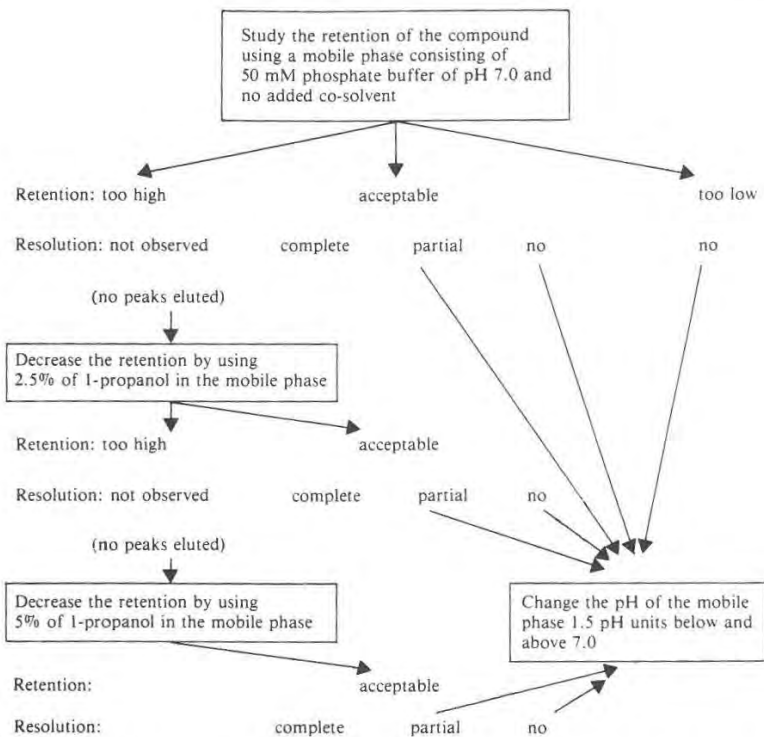 Study the retention of the compound
using a mobile phase consisting of
50 mM phosphate buffer of pH 7.0 and
no added co-solvent
Retention: too high acceptable too low
Resolution: not observed complete partial no no
(no peaks eluted)
Decrease the retention by using
2.5% of 1-propanol in the mobile phase
Retention: too high acceptable
Resolution: not observed complete partial no
(no peaks eluted)
Decrease the retention by using
5% of 1-propanol in the mobile phase
Change the pH of the mobile
phase 1.5 pH units below and
above 7.0
Retention: acceptable
Resolution: complete partial no